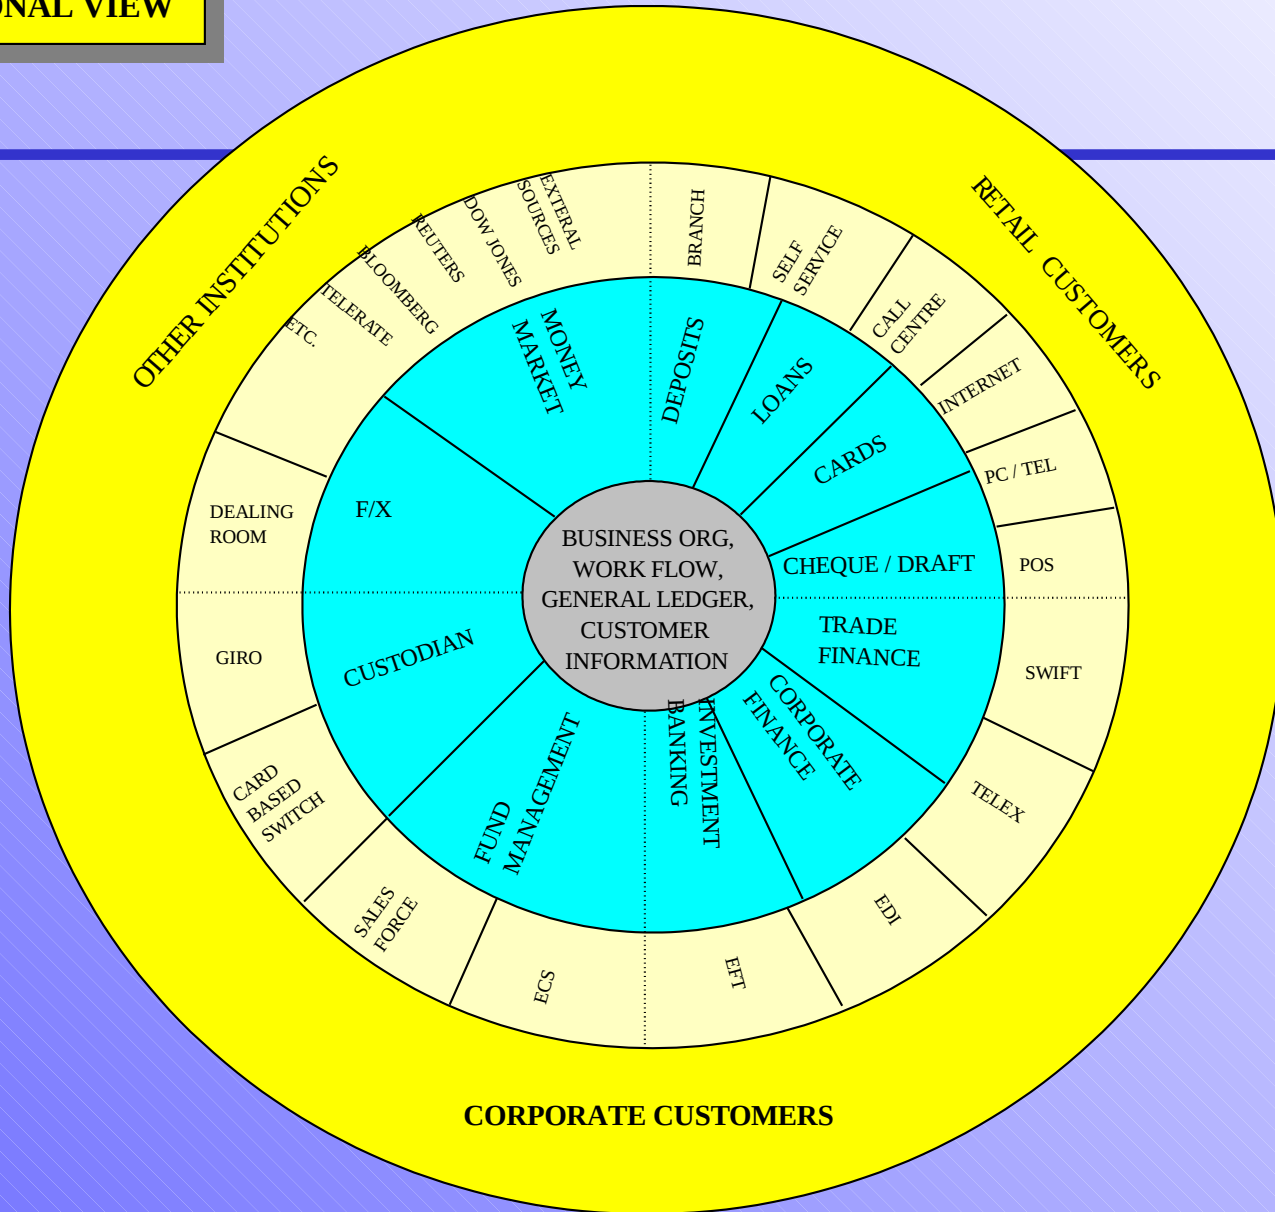 ONAL VIEW
OTHER INSTITUTIONS
RETAIL CUSTOMERS
CORPORATE CUSTOMERS
EXTERAL
SOURCES
DOW JONES
REUTERS
BLOOMBERG
TELERATE
ETC.
BRANCH
SELF
SERVICE
CALL
CENTRE
INTERNET
PC / TEL
POS
SWIFT
TELEX
EDI
EFT
ECS
SALES
FORCE
CARD
BASED
SWITCH
GIRO
DEALING
ROOM
MONEY
MARKET
DEPOSITS
LOANS
CARDS
CHEQUE / DRAFT
TRADE
FINANCE
CORPORATE
FINANCE
INVESTMENT
BANKING
FUND
MANAGEMENT
CUSTODIAN
F/X
BUSINESS ORG,
WORK FLOW,
GENERAL LEDGER,
CUSTOMER
INFORMATION